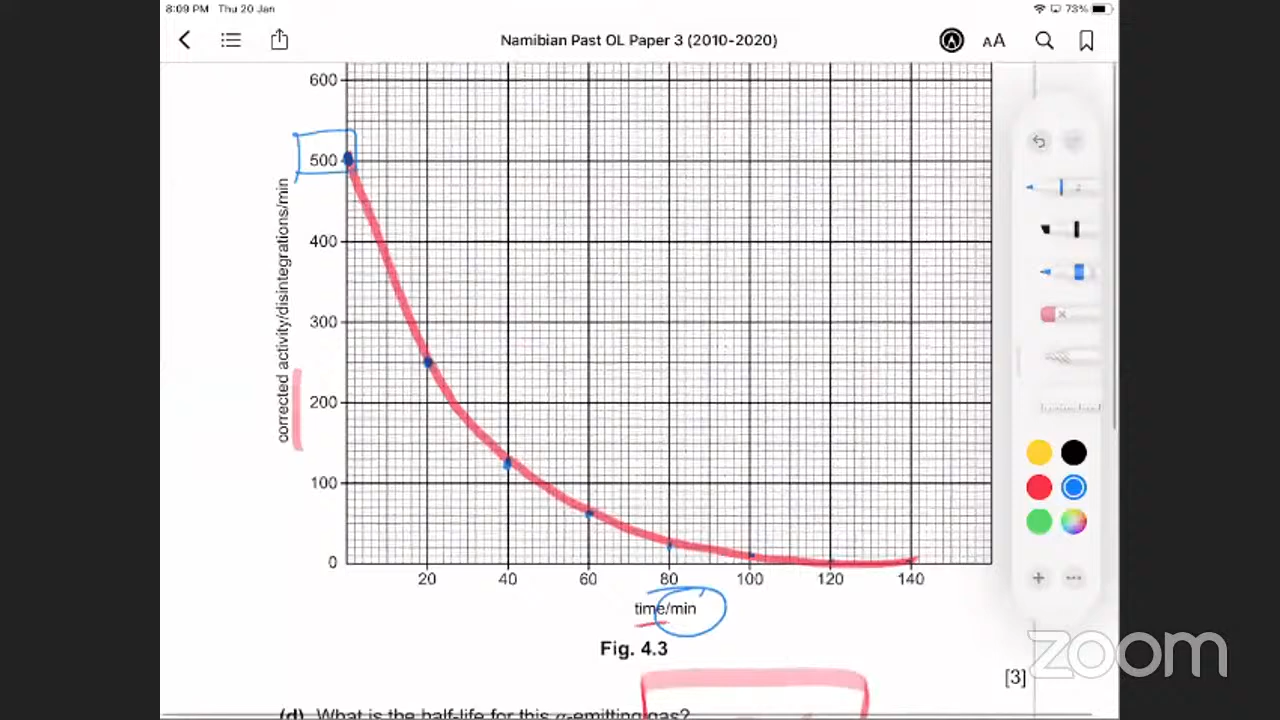 8:09 PM Thu 20 Jan
73%
Namibian Past OL Paper 3 (2010-2020)
AA
600
500
400
300
200
100
0
corrected activity/disintegrations/min
20 40 60 80 100 120 140
time/min
Fig. 4.3
[3]
(d) What is the half-life for this α-emitting gas?
zoom